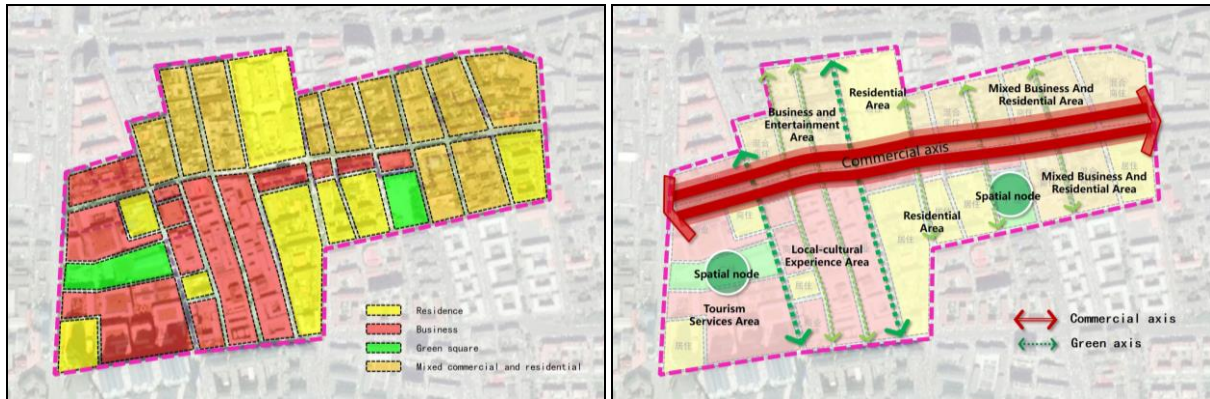 Residence
Business
Green square
Mixed commercial and residential
Residential
Area
Mixed Business And
Residential Area
Business and
Entertainment
Area
Commercial axis
Mixed Business And
Residential Area
Spatial node
Residential
Area
Local-cultural
Experience Area
Spatial node
Tourism
Services Area
居住
Commercial axis
Green axis